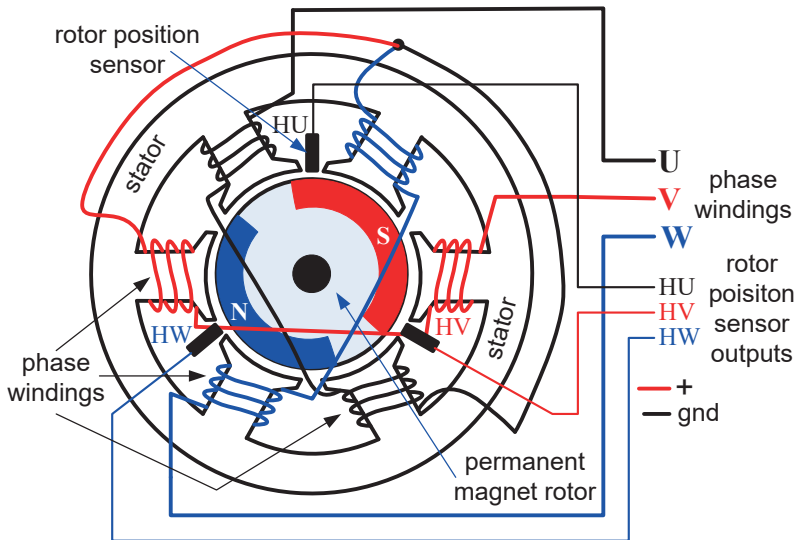 rotor position
sensor
HU
stator
U
V
W
phase
windings
S
N
HU
HV
HW
rotor
poisiton
sensor
outputs
HW
HV
stator
phase
windings
+
gnd
permanent
magnet rotor